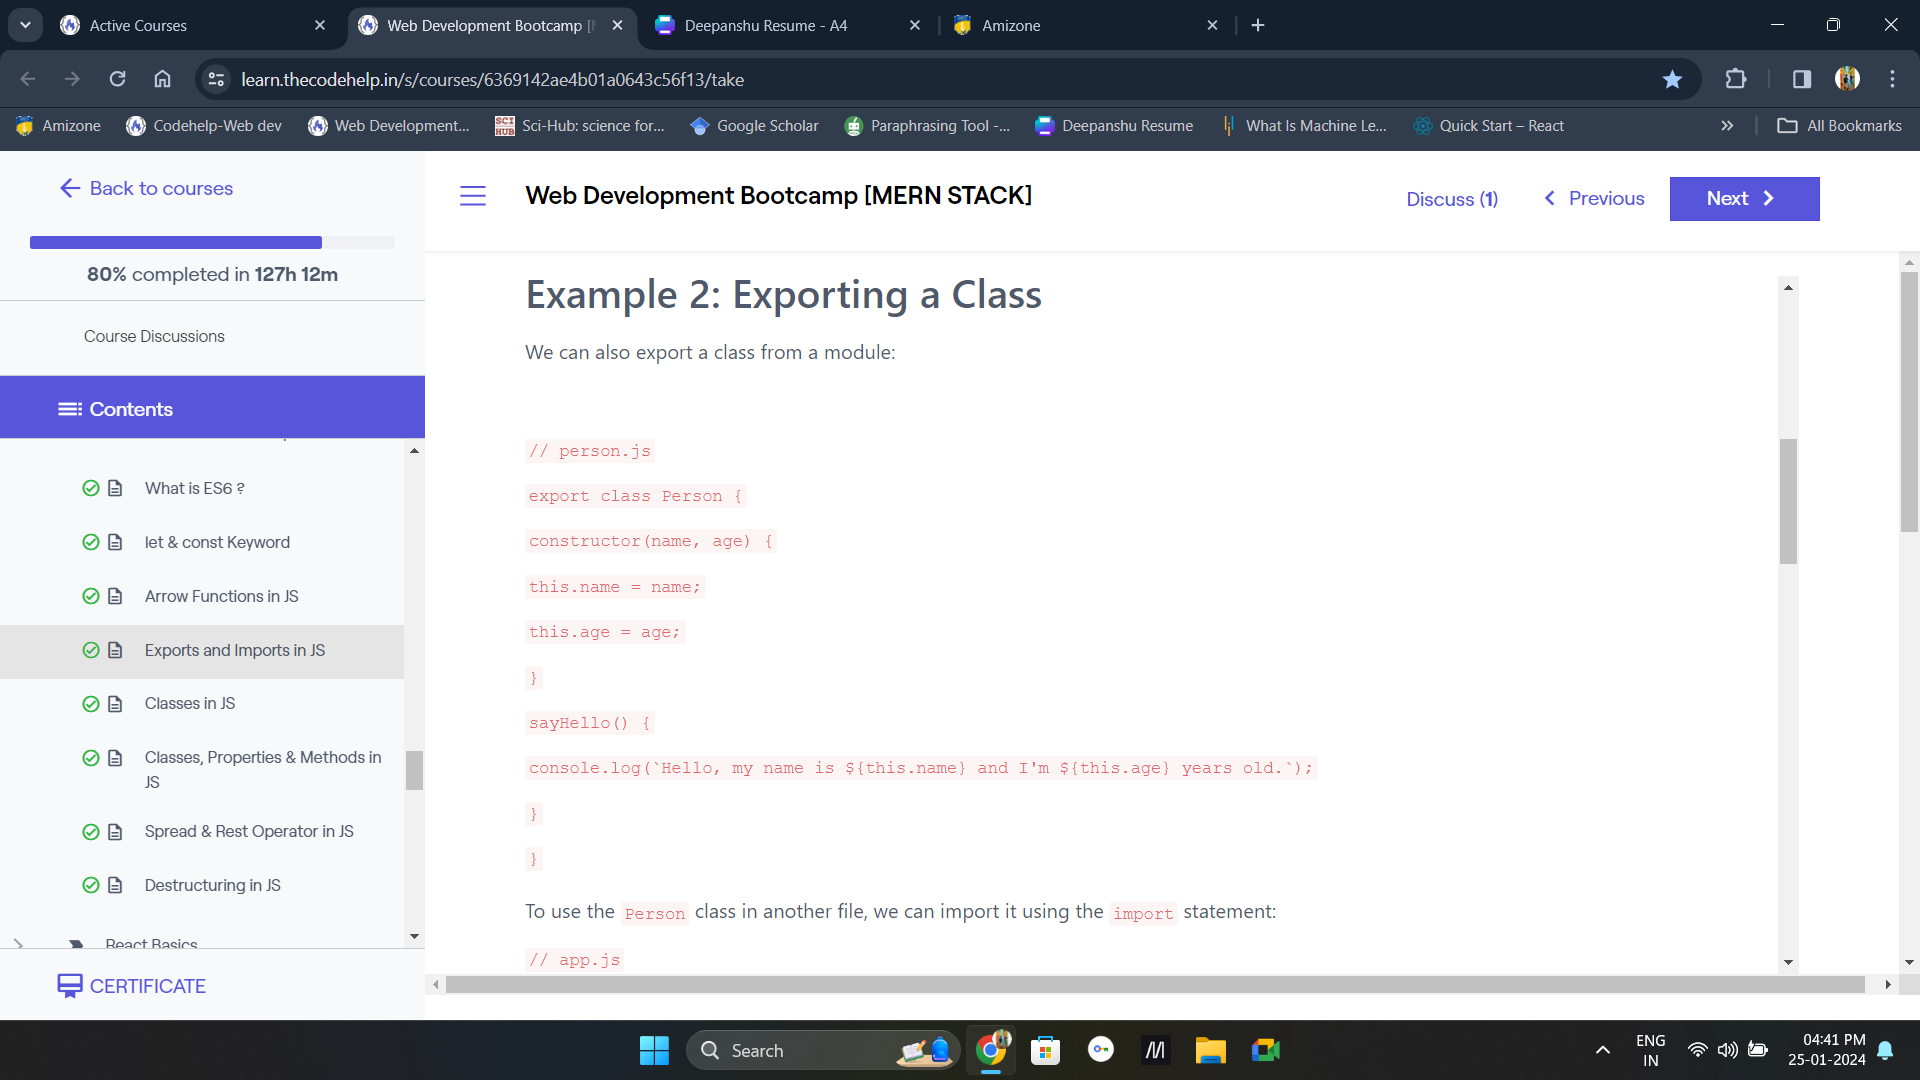 Active Courses
Web Development Bootcamp [
Deepanshu Resume - A4
Amizone
learn.thecodehelp.in/s/courses/6369142ae4b01a0643c56f13/take
Amizone
Codehelp-Web dev
Web Development...
SCI HUB
Sci-Hub: science for...
Google Scholar
Paraphrasing Tool -...
Deepanshu Resume
What Is Machine Le...
Quick Start – React
All Bookmarks
Back to courses
80% completed in 127h 12m
Course Discussions
Contents
What is ES6 ?
let & const Keyword
Arrow Functions in JS
Exports and Imports in JS
Classes in JS
Classes, Properties & Methods in
JS
Spread & Rest Operator in JS
Destructuring in JS
React Basics
CERTIFICATE
Web Development Bootcamp [MERN STACK]
Discuss (1)
Previous
Next
Example 2: Exporting a Class
We can also export a class from a module:
// person.js
export class Person {
constructor(name, age) {
this.name = name;
this.age = age;
}
sayHello() {
console.log(`Hello, my name is ${this.name} and I'm ${this.age} years old.`);
}
}
To use the Person class in another file, we can import it using the import statement:
// app.js
Search
ENG
IN
04:41 PM
25-01-2024